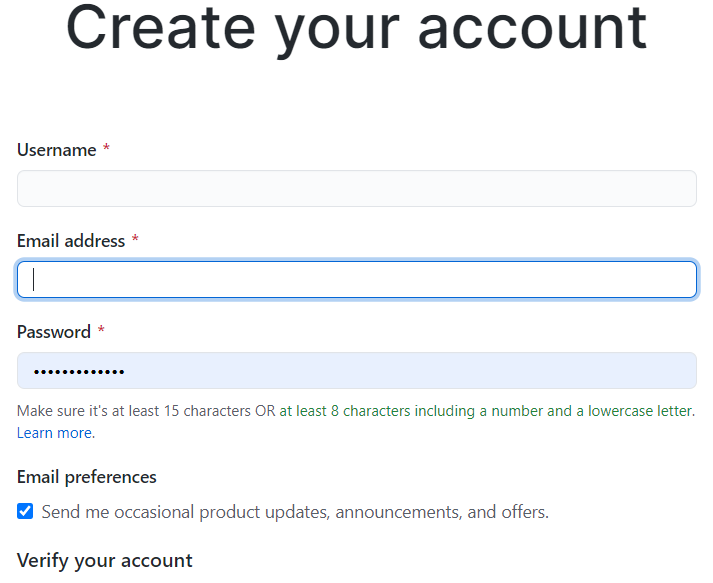 Create your account
Username *
Email address *
Password *
•••••••••••••
Make sure it's at least 15 characters OR at least 8 characters including a number and a lowercase letter.
Learn more.
Email preferences
Send me occasional product updates, announcements, and offers.
Verify your account